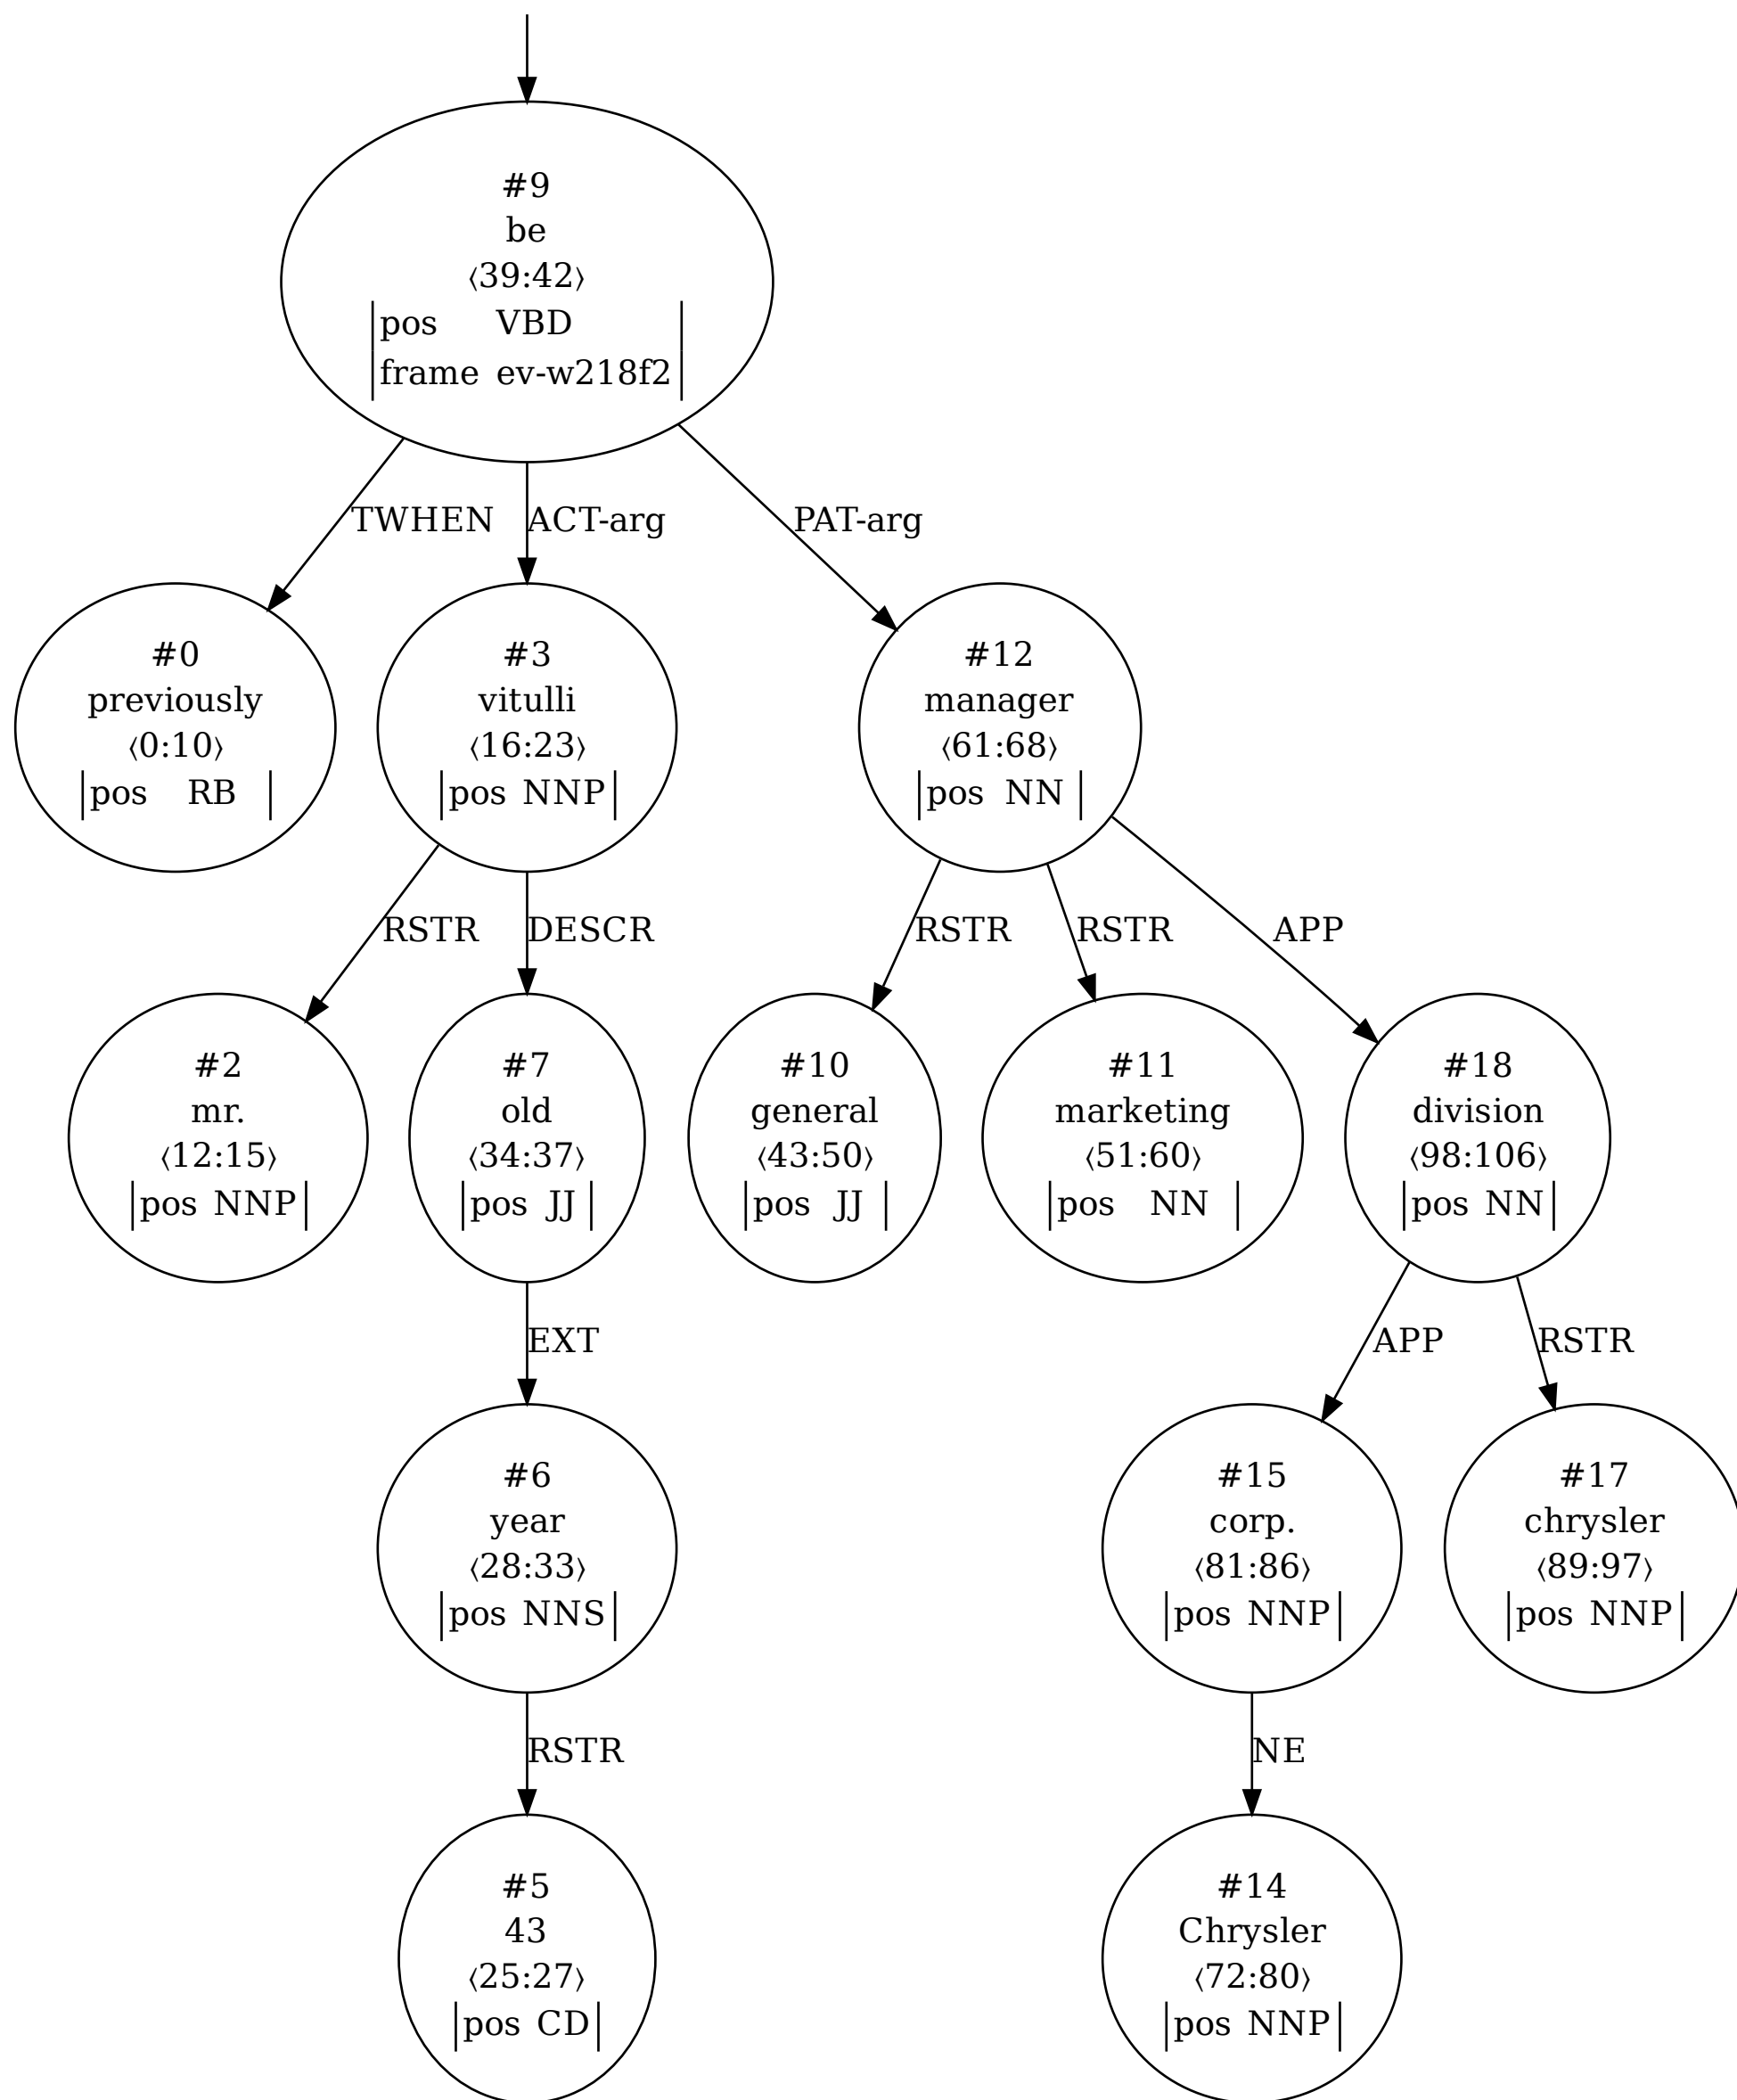 #9
be
⟨39:42⟩
pos VBD
frame ev-w218f2
TWHEN
ACT-arg
PAT-arg
#0
previously
⟨0:10⟩
pos RB
#3
vitulli
⟨16:23⟩
pos NNP
#12
manager
⟨61:68⟩
pos NN
RSTR
DESCR
RSTR
RSTR
APP
#2
mr.
⟨12:15⟩
pos NNP
#7
old
⟨34:37⟩
pos JJ
#10
general
⟨43:50⟩
pos JJ
#11
marketing
⟨51:60⟩
pos NN
#18
division
⟨98:106⟩
pos NN
EXT
APP
RSTR
#6
year
⟨28:33⟩
pos NNS
#15
corp.
⟨81:86⟩
pos NNP
#17
chrysler
⟨89:97⟩
pos NNP
RSTR
NE
#5
43
⟨25:27⟩
pos CD
#14
Chrysler
⟨72:80⟩
pos NNP